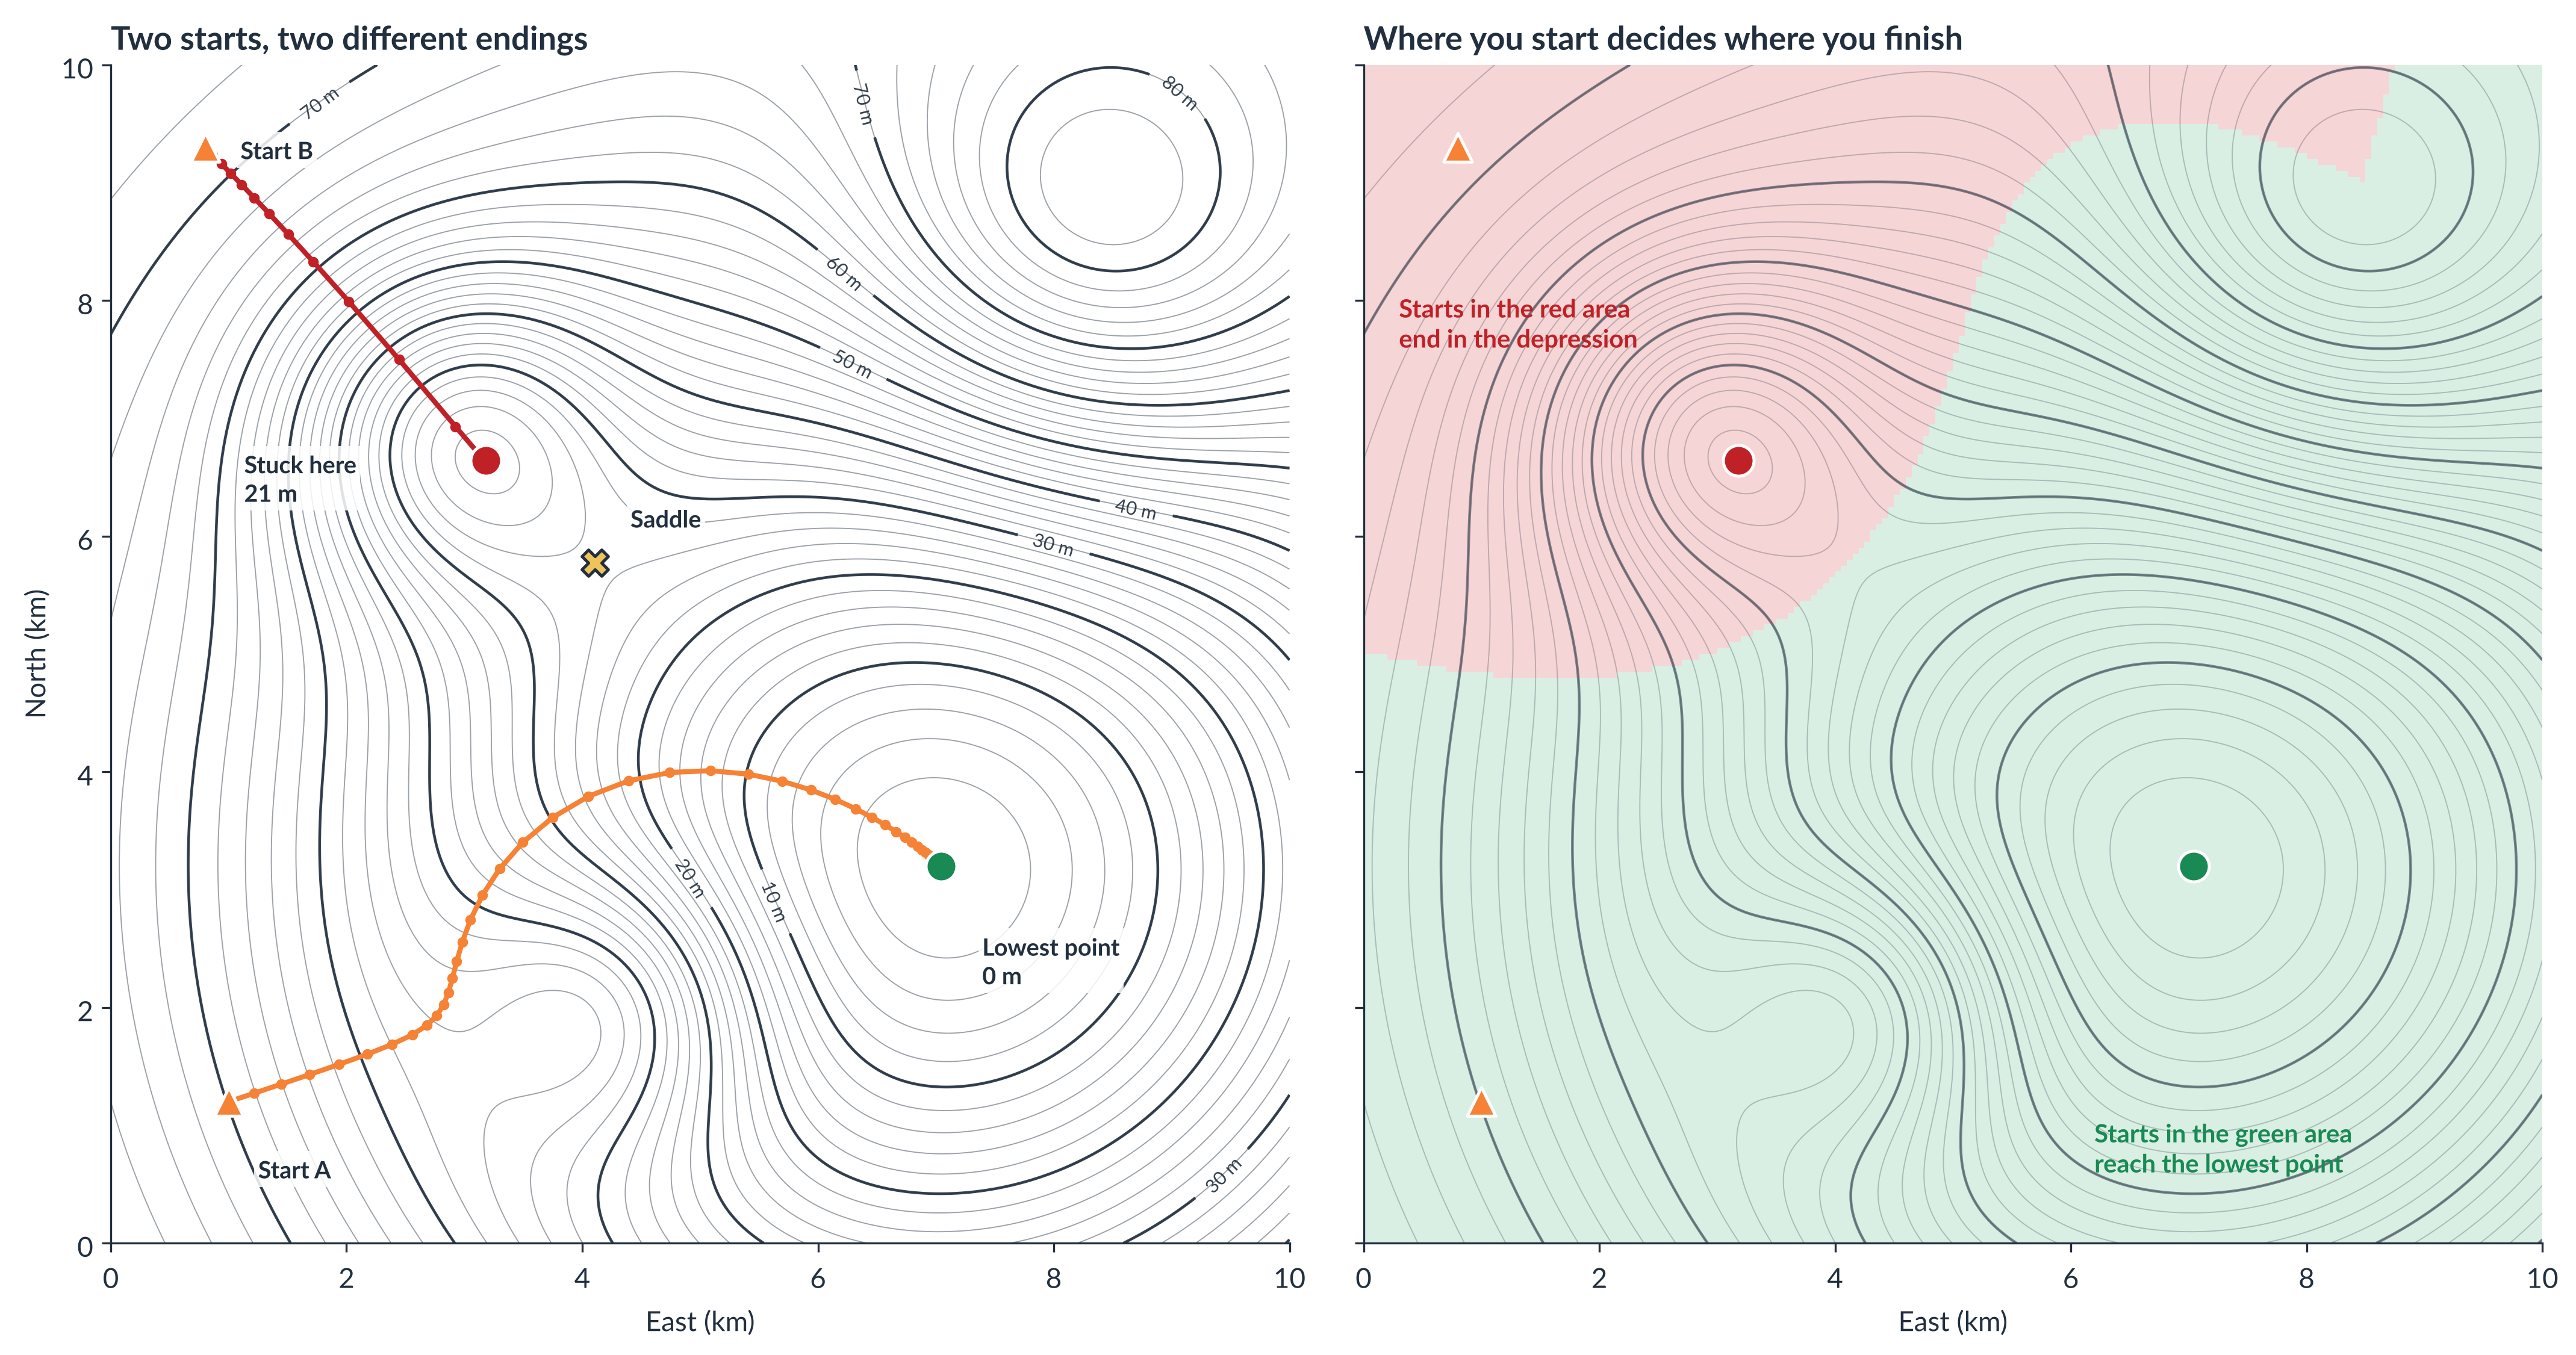 Two starts, two different endings
Where you start decides where you finish
10
8
6
4
2
0
North (km)
70 m
70 m
80 m
Start B
60 m
50 m
Stuck here
21 m
Saddle
40 m
30 m
20 m
10 m
Lowest point
0 m
Start A
30 m
0
2
4
6
8
10
East (km)
Starts in the red area
end in the depression
Starts in the green area
reach the lowest point
0
2
4
6
8
10
East (km)